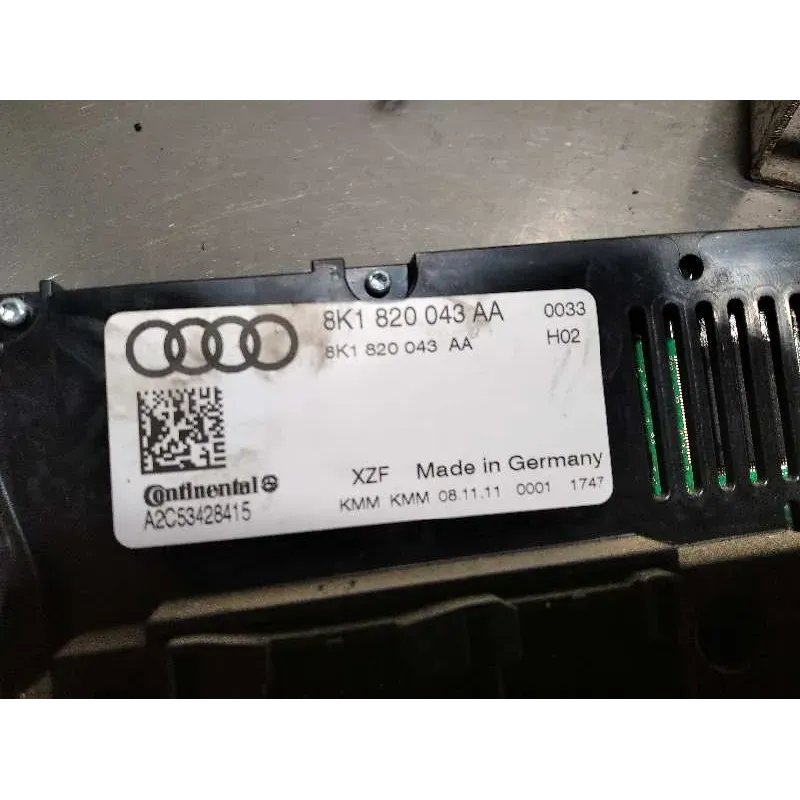 8K1 820 043 AA 0033
8K1 820 043 AA H02
Continental
A2C53428415
XZF Made in Germany
KMM KMM 08.11.11 0001 1747